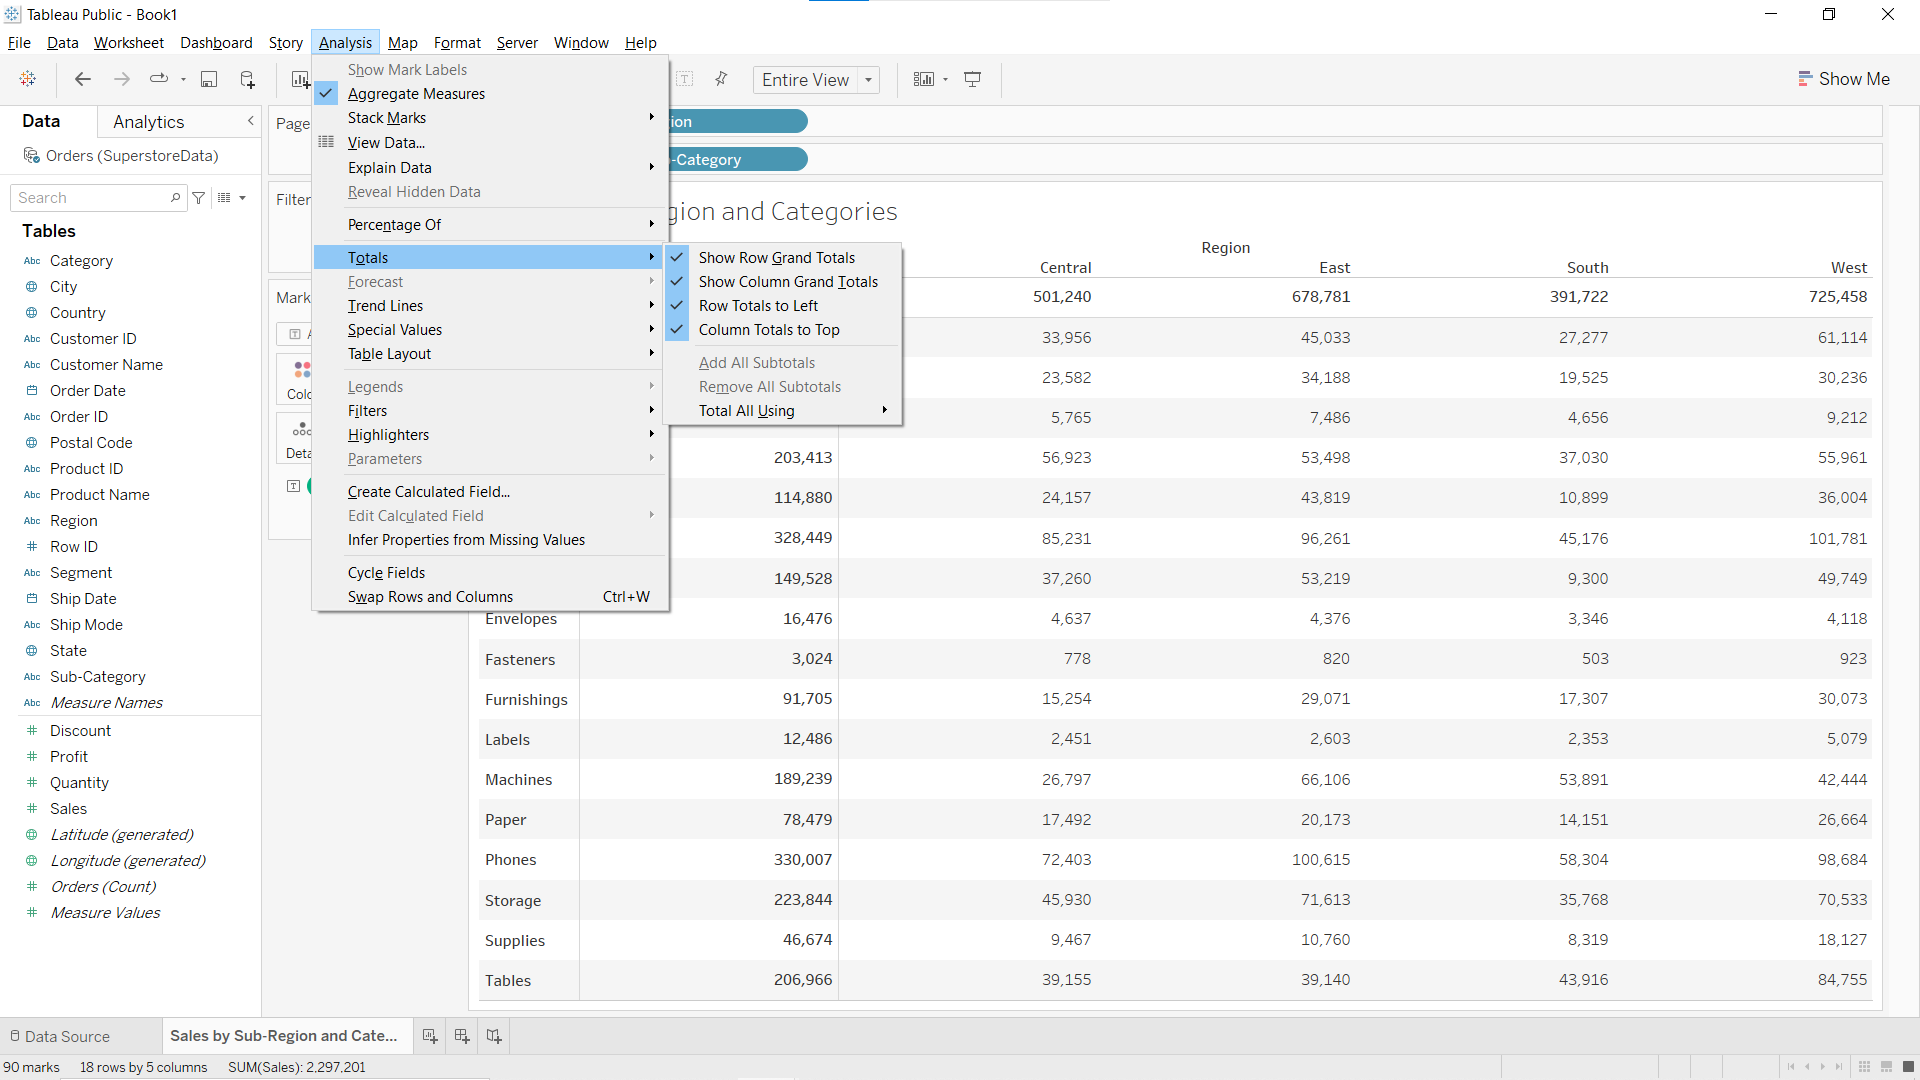 Tableau Public - Book1
File Data Worksheet Dashboard Story Analysis Map Format Server Window Help
Entire View
Show Me
Data Analytics
Orders (SuperstoreData)
Search
Tables
Abc Category
City
Country
Abc Customer ID
Abc Customer Name
Order Date
Abc Order ID
Postal Code
Abc Product ID
Abc Product Name
Abc Region
# Row ID
Abc Segment
Ship Date
Abc Ship Mode
State
Abc Sub-Category
Abc Measure Names
# Discount
# Profit
# Quantity
# Sales
Latitude (generated)
Longitude (generated)
# Orders (Count)
# Measure Values
Page
Filter
Mark
T
Colo
Deta
T
Show Mark Labels
Aggregate Measures
Stack Marks
View Data...
Explain Data
Reveal Hidden Data
Percentage Of
Totals
Forecast
Trend Lines
Special Values
Table Layout
Legends
Filters
Highlighters
Parameters
Create Calculated Field...
Edit Calculated Field
Infer Properties from Missing Values
Cycle Fields
Swap Rows and Columns Ctrl+W
Show Row Grand Totals
Show Column Grand Totals
Row Totals to Left
Column Totals to Top
Add All Subtotals
Remove All Subtotals
Total All Using
ion
-Category
gion and Categories
Region
Central East South West
501,240 678,781 391,722 725,458
33,956 45,033 27,277 61,114
23,582 34,188 19,525 30,236
5,765 7,486 4,656 9,212
203,413 56,923 53,498 37,030 55,961
114,880 24,157 43,819 10,899 36,004
328,449 85,231 96,261 45,176 101,781
149,528 37,260 53,219 9,300 49,749
Envelopes 16,476 4,637 4,376 3,346 4,118
Fasteners 3,024 778 820 503 923
Furnishings 91,705 15,254 29,071 17,307 30,073
Labels 12,486 2,451 2,603 2,353 5,079
Machines 189,239 26,797 66,106 53,891 42,444
Paper 78,479 17,492 20,173 14,151 26,664
Phones 330,007 72,403 100,615 58,304 98,684
Storage 223,844 45,930 71,613 35,768 70,533
Supplies 46,674 9,467 10,760 8,319 18,127
Tables 206,966 39,155 39,140 43,916 84,755
Data Source Sales by Sub-Region and Cate...
90 marks 18 rows by 5 columns SUM(Sales): 2,297,201